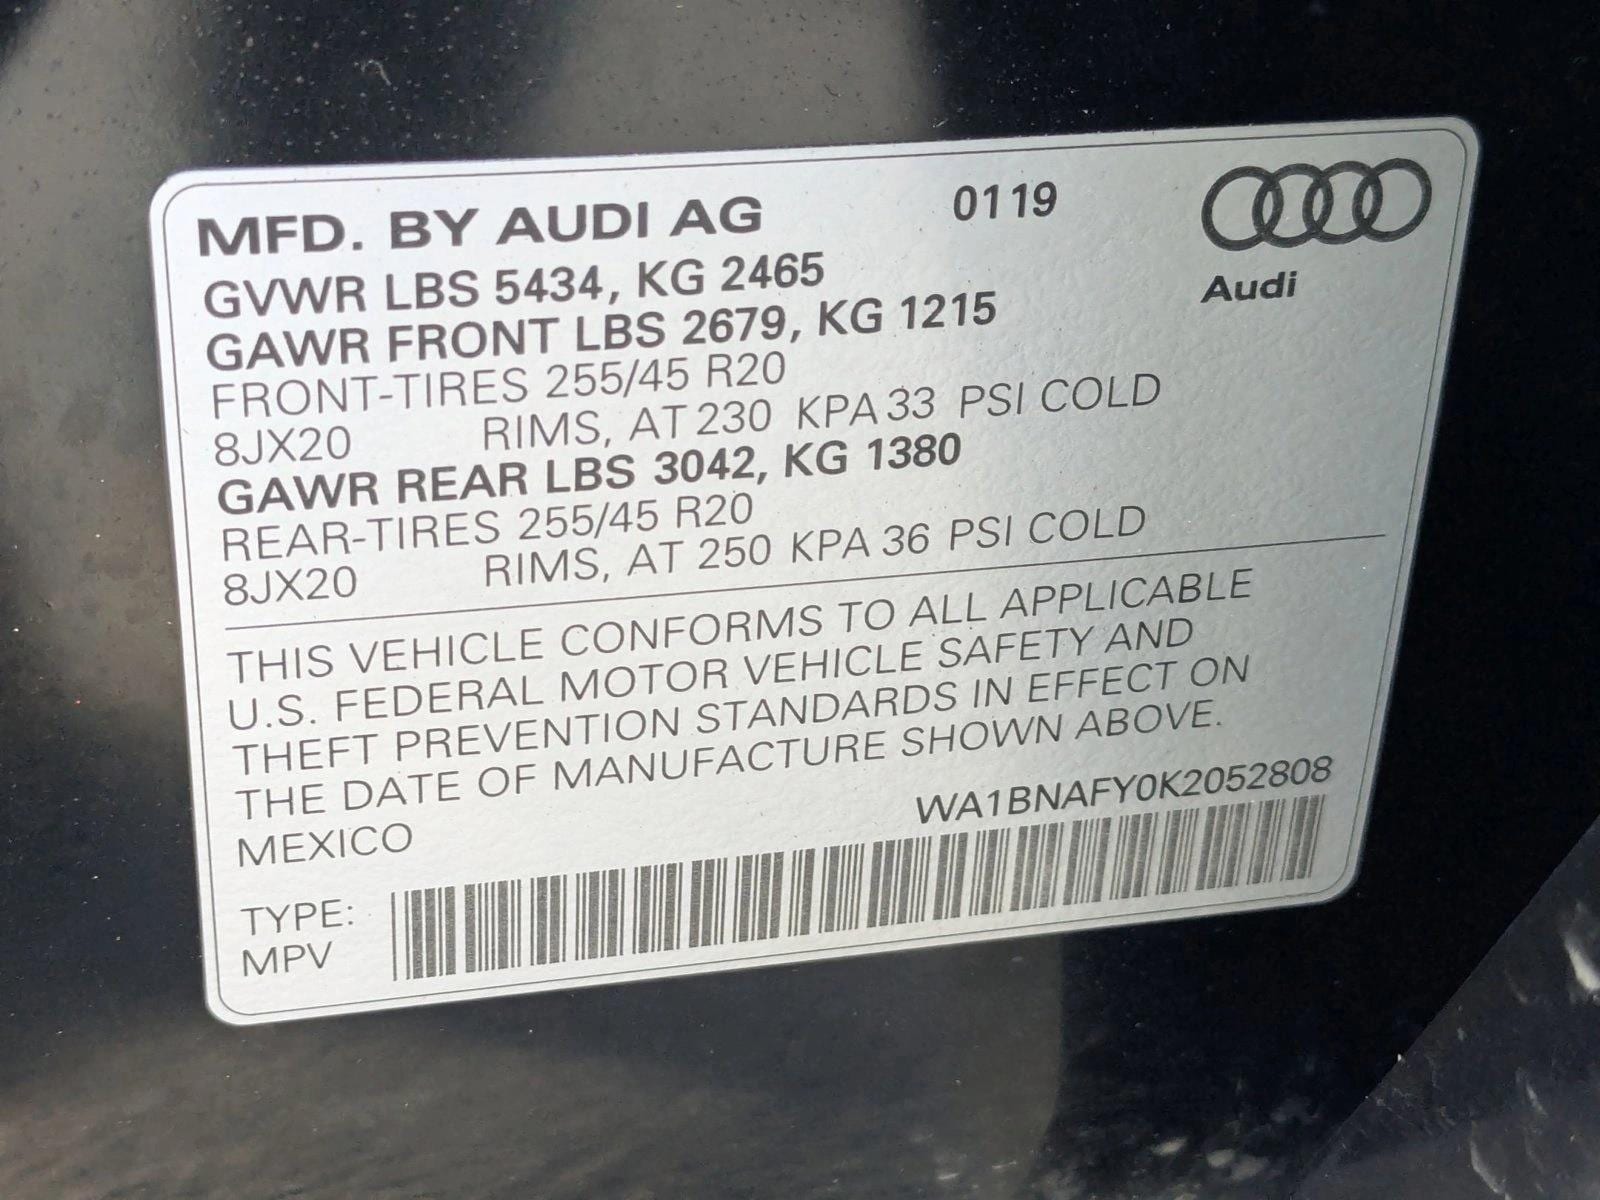 MFD. BY AUDI AG 0119
Audi
GVWR LBS 5434, KG 2465
GAWR FRONT LBS 2679, KG 1215
FRONT-TIRES 255/45 R20
8JX20 RIMS, AT 230 KPA 33 PSI COLD
GAWR REAR LBS 3042, KG 1380
REAR-TIRES 255/45 R20
8JX20 RIMS, AT 250 KPA 36 PSI COLD
THIS VEHICLE CONFORMS TO ALL APPLICABLE
U.S. FEDERAL MOTOR VEHICLE SAFETY AND
THEFT PREVENTION STANDARDS IN EFFECT ON
THE DATE OF MANUFACTURE SHOWN ABOVE.
MEXICO WA1BNAFY0K2052808
TYPE:
MPV